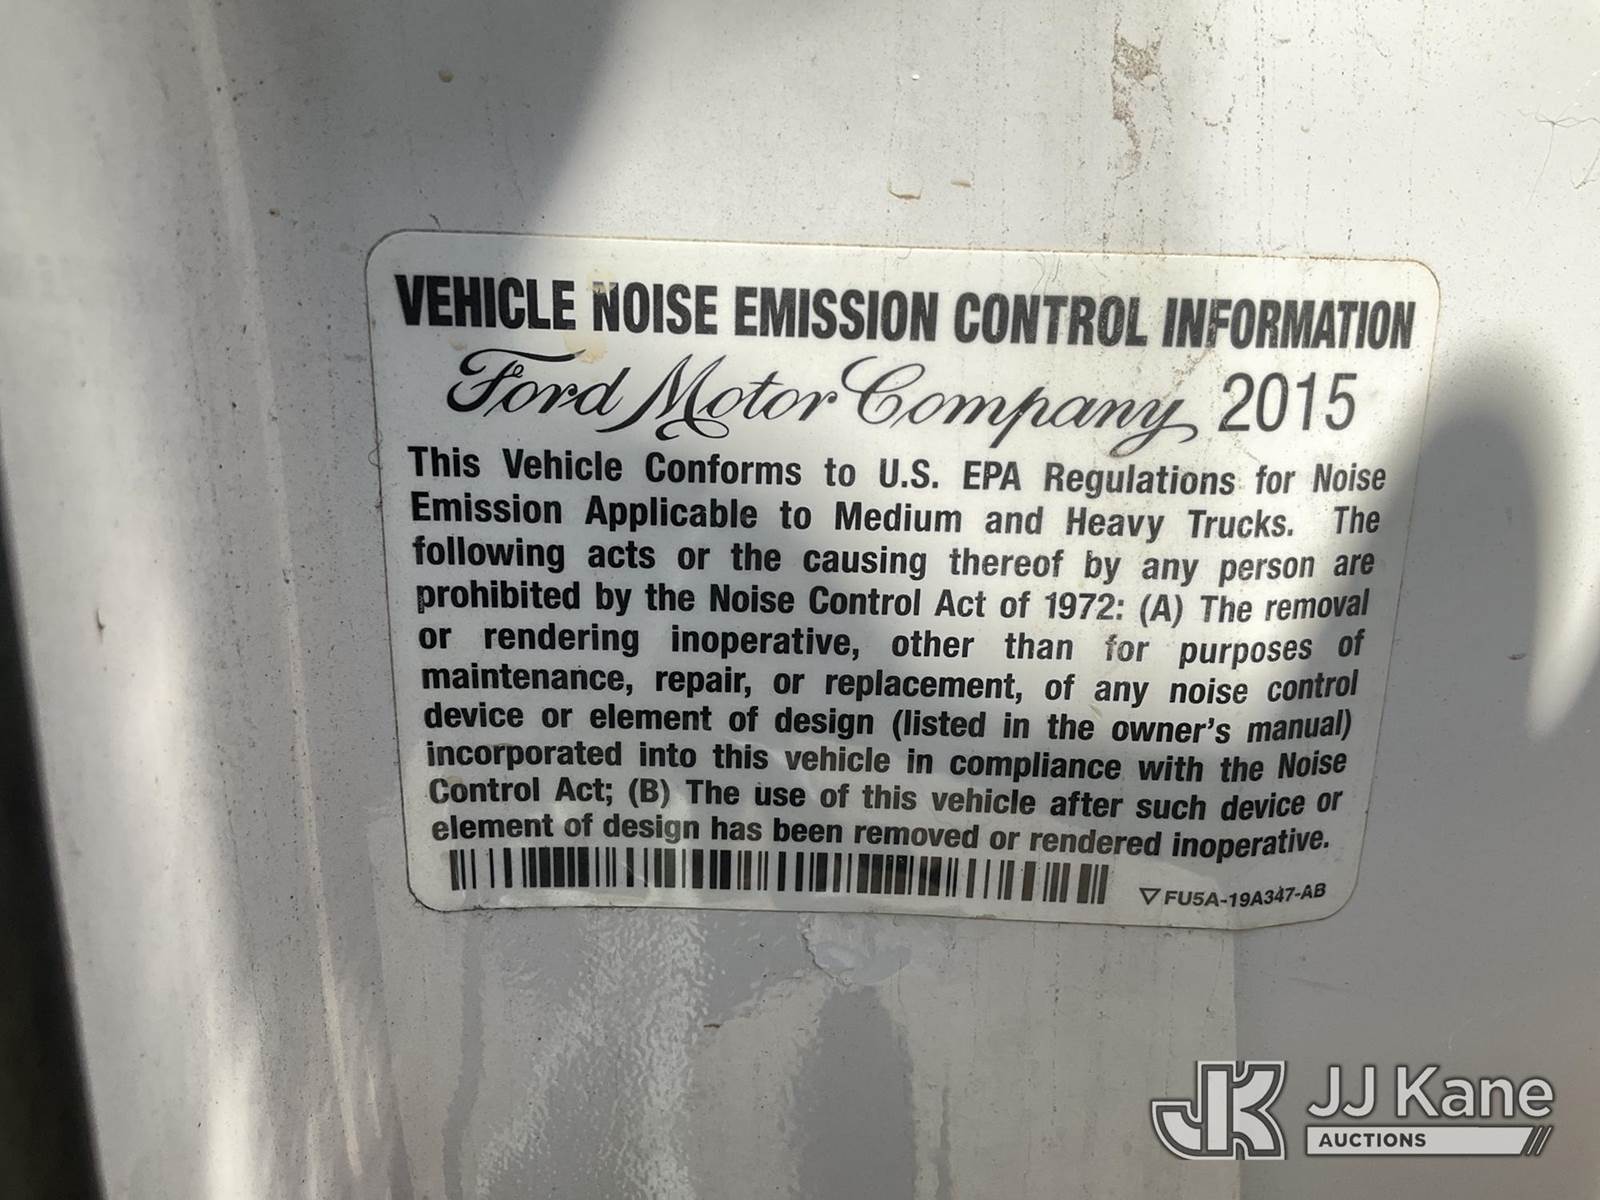 VEHICLE NOISE EMISSION CONTROL INFORMATION
Ford Motor Company 2015
This Vehicle Conforms to U.S. EPA Regulations for Noise
Emission Applicable to Medium and Heavy Trucks. The
following acts or the causing thereof by any person are
prohibited by the Noise Control Act of 1972: (A) The removal
or rendering inoperative, other than for purposes of
maintenance, repair, or replacement, of any noise control
device or element of design (listed in the owner's manual)
incorporated into this vehicle in compliance with the Noise
Control Act; (B) The use of this vehicle after such device or
element of design has been removed or rendered inoperative.
▽ FU5A-19A347-AB
JK JJ Kane
AUCTIONS